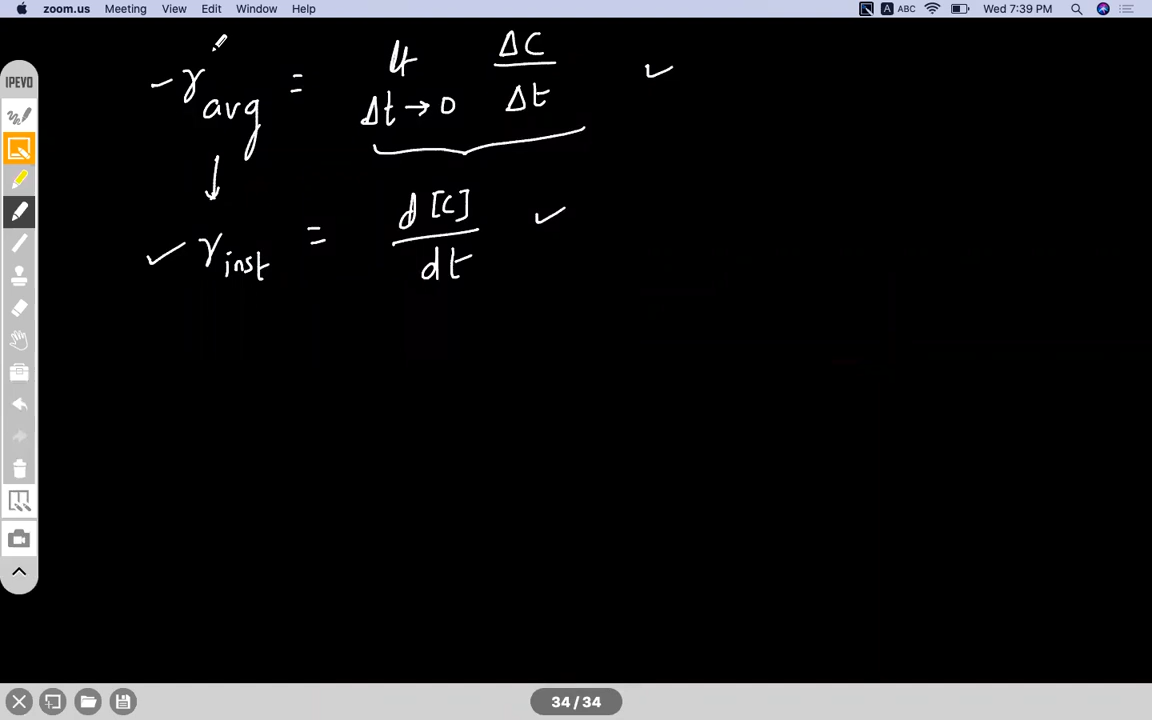 zoom.us Meeting View Edit Window Help A ABC Wed 7:39 PM
IPEVO
r avg = lt Δt → 0 ΔC / Δt
r inst = d[C] / dt
34 / 34